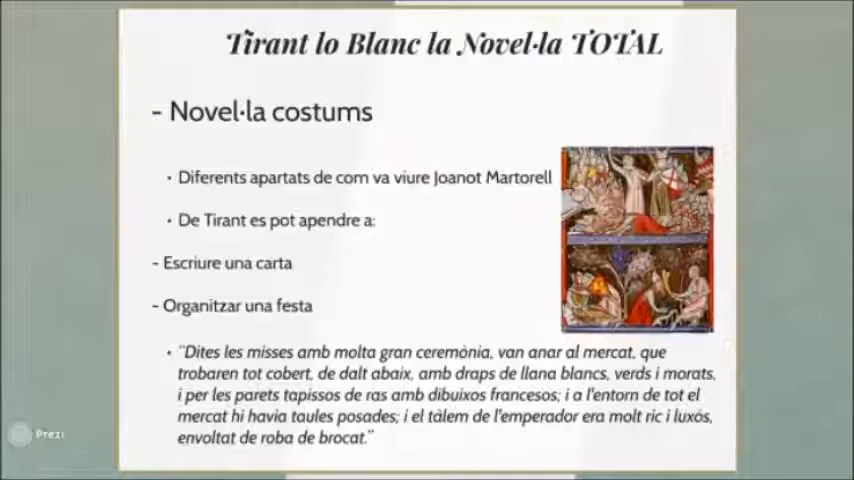 Tirant lo Blanc la Novel·la TOTAL
- Novel·la costums
• Diferents apartats de com va viure Joanot Martorell
• De Tirant es pot apendre a:
- Escriure una carta
- Organitzar una festa
• "Dites les misses amb molta gran ceremònia, van anar al mercat, que
trobaren tot cobert, de dalt abaix, amb draps de llana blancs, verds i morats,
i per les parets tapissos de ras amb dibuixos francesos; i a l'entorn de tot el
mercat hi havia taules posades; i el tàlem de l'emperador era molt ric i luxós,
envoltat de roba de brocat."
Prezi